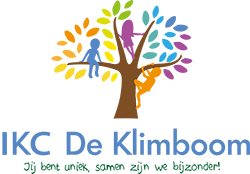 IKC De Klimboom
Jij bent uniek, samen zijn we bijzonder!